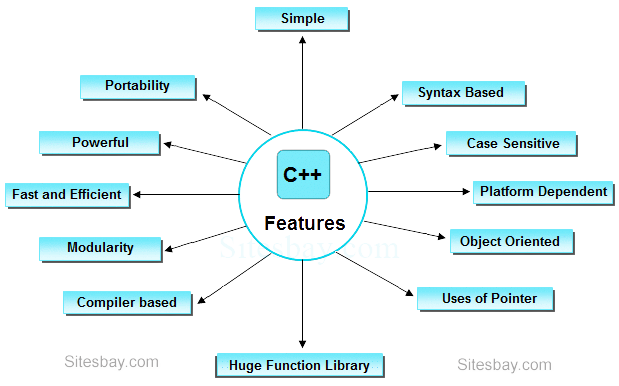 Simple
Portability
Syntax Based
Powerful
Case Sensitive
C++
Fast and Efficient
Platform Dependent
Features
Modularity
Object Oriented
Sitesbay.com
Compiler based
Uses of Pointer
Sitesbay.com
Huge Function Library
Sitesbay.com